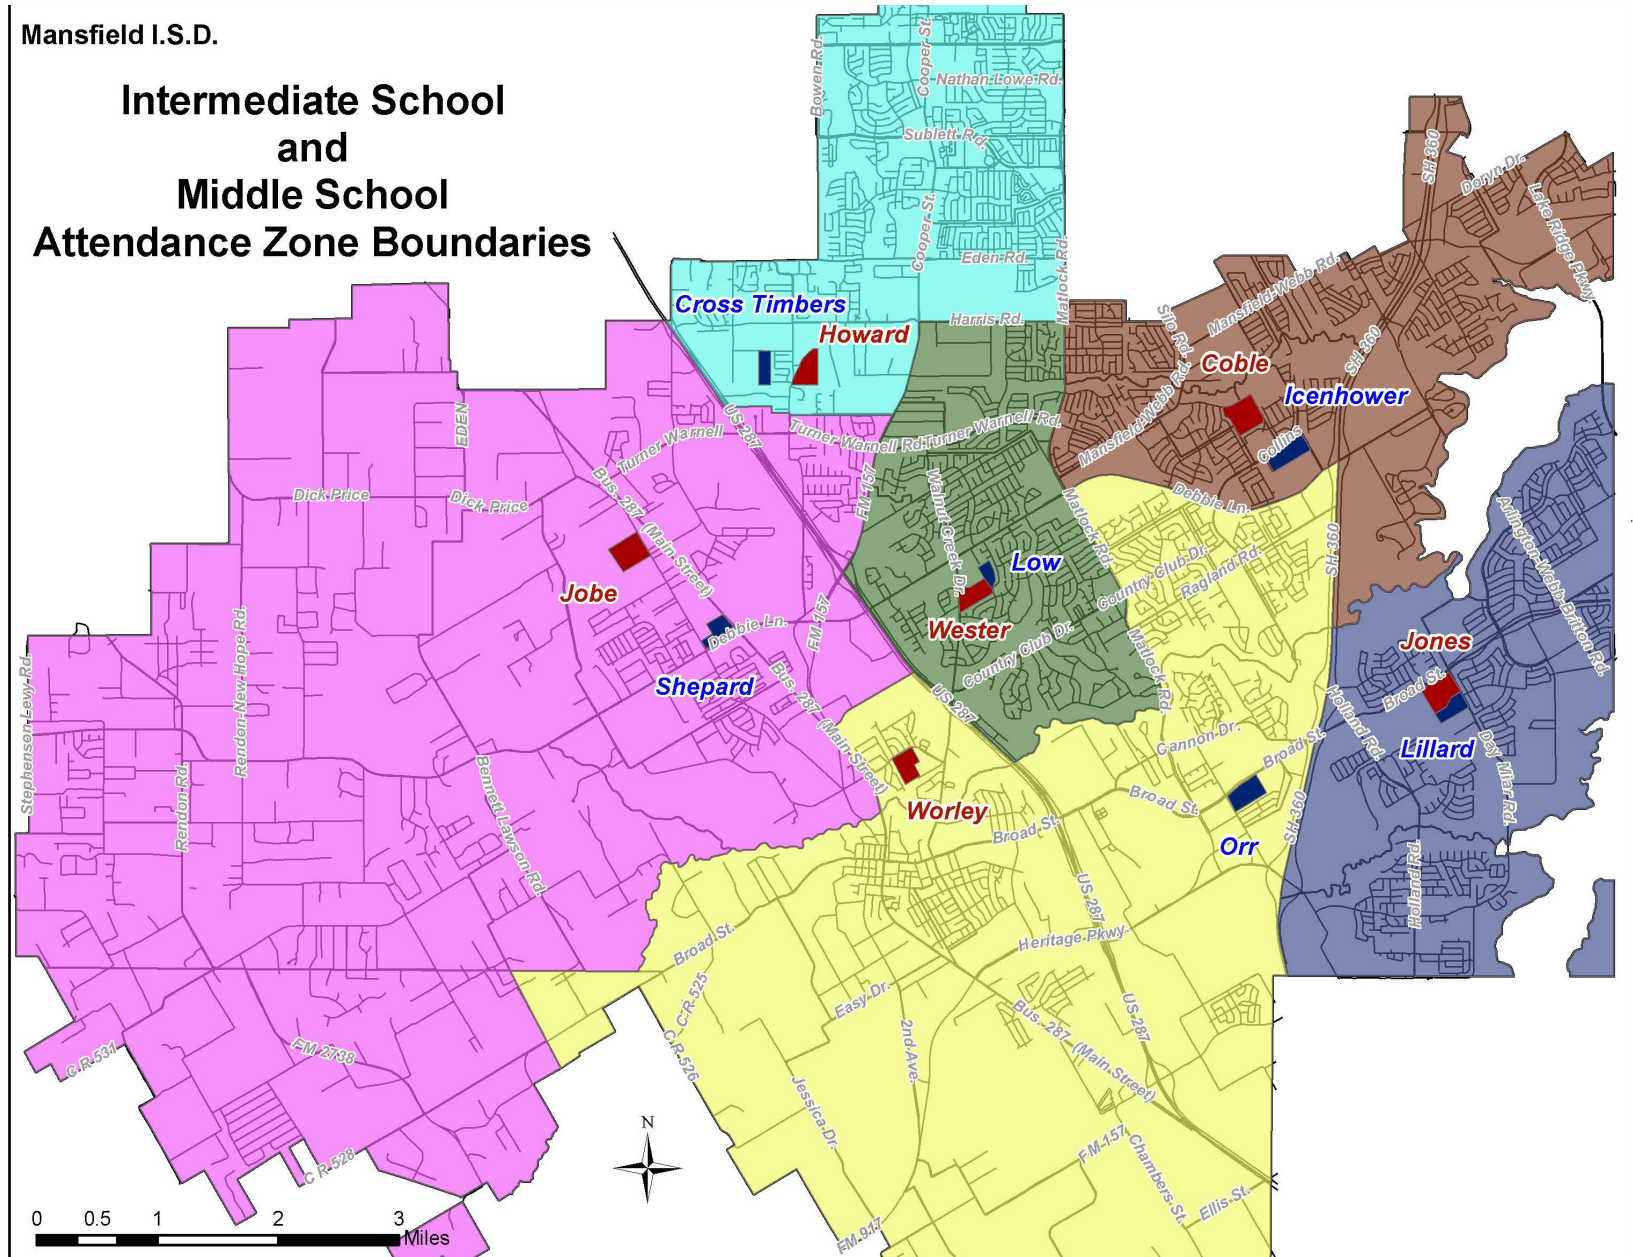 Mansfield I.S.D.
Intermediate School
and
Middle School
Attendance Zone Boundaries
Bowen Rd.
Cooper St.
Nathan Lowe Rd.
Sublett Rd.
Cooper St.
Eden Rd.
Matlock Rd.
Harris Rd.
SH 360
Doryn Dr.
Lake Ridge Pkwy
Mansfield-Webb Rd.
Silo Rd.
SH 360
Cross Timbers
Howard
Coble
Icenhower
Mansfield-Webb Rd.
Collins
EDEN
US 287
Turner Warnell
Turner Warnell Rd.
Turner Warnell Rd.
Dick Price
Dick Price
Bus. 287 (Main Street)
FM 157
Walnut Creek Dr.
Matlock Rd.
Debbie Ln.
SH 360
Arlington-Webb-Britton Rd.
Low
Country Club Dr.
Ragland Rd.
Jobe
Wester
Debbie Ln.
FM 157
Country Club Dr.
Matlock Rd.
Jones
Broad St.
Stephenson Levy Rd.
Rendon-New Hope Rd.
Shepard
Bus. 287 (Main Street)
US 287
Cannon Dr.
Broad St.
Holland Rd.
Lillard
Day Miar Rd.
Rendon Rd.
Bennett Lawson Rd.
Worley
Broad St.
Broad St.
SH 360
Orr
Holland Rd.
US 287
Broad St.
Heritage Pkwy.
C R 525
Easy Dr.
C R 526
2nd Ave.
Bus. 287 (Main Street)
US 287
C R 531
FM 2738
Jessica Dr.
C R 528
FM 157
Chambers St.
Ellis St.
FM 917
N
0 0.5 1 2 3
Miles